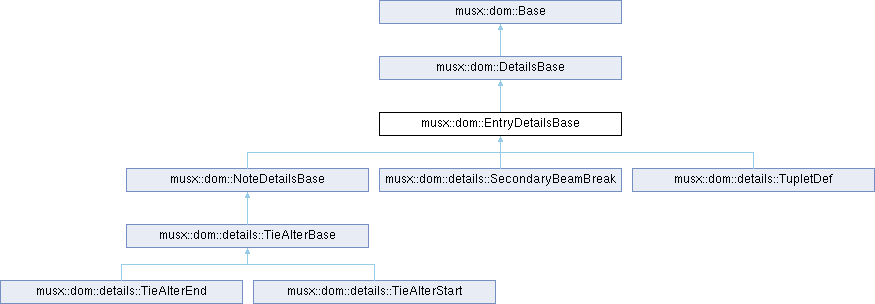 musx::dom::Base
musx::dom::DetailsBase
musx::dom::EntryDetailsBase
musx::dom::NoteDetailsBase
musx::dom::details::SecondaryBeamBreak
musx::dom::details::TupletDef
musx::dom::details::TieAlterBase
musx::dom::details::TieAlterEnd
musx::dom::details::TieAlterStart